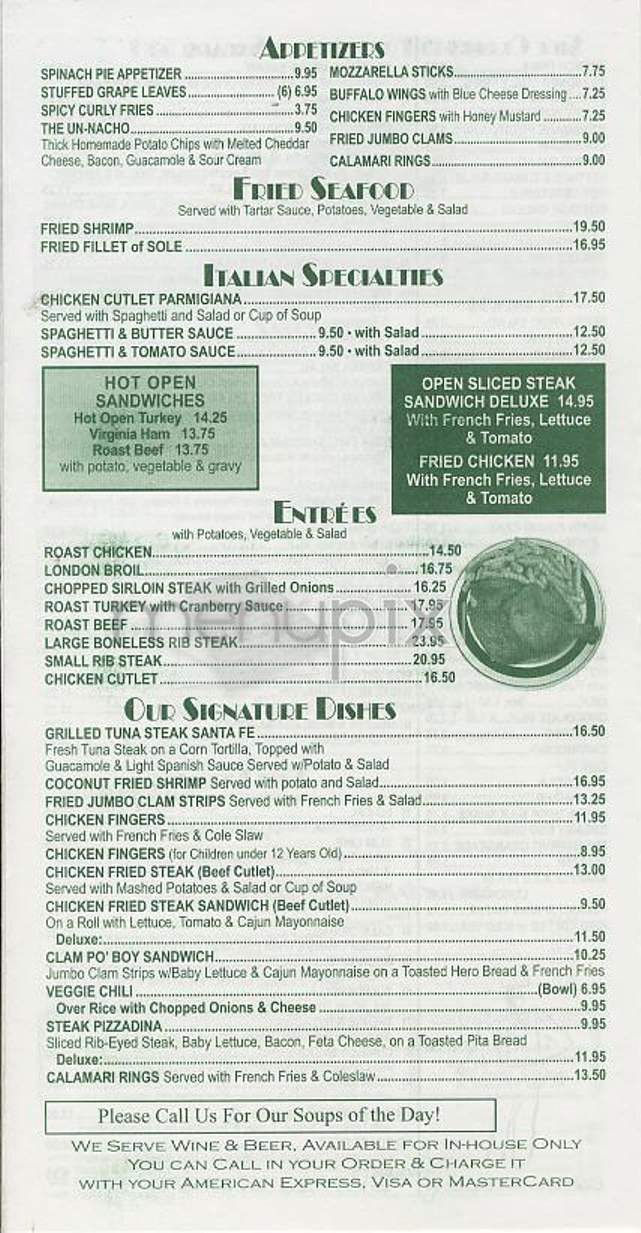 APPETIZERS
SPINACH PIE APPETIZER ........ 9.95
STUFFED GRAPE LEAVES ........ (6) 6.95
SPICY CURLY FRIES ........ 3.75
THE UN-NACHO ........ 9.50
Thick Homemade Potato Chips with Melted Cheddar
Cheese, Bacon, Guacamole & Sour Cream
MOZZARELLA STICKS ........ 7.75
BUFFALO WINGS with Blue Cheese Dressing .... 7.25
CHICKEN FINGERS with Honey Mustard ........ 7.25
FRIED JUMBO CLAMS ........ 9.00
CALAMARI RINGS ........ 9.00
FRIED SEAFOOD
Served with Tartar Sauce, Potatoes, Vegetable & Salad
FRIED SHRIMP ........ 19.50
FRIED FILLET of SOLE ........ 16.95
ITALIAN SPECIALTIES
CHICKEN CUTLET PARMIGIANA ........ 17.50
Served with Spaghetti and Salad or Cup of Soup
SPAGHETTI & BUTTER SAUCE ........ 9.50 • with Salad ........ 12.50
SPAGHETTI & TOMATO SAUCE ........ 9.50 • with Salad ........ 12.50
HOT OPEN
SANDWICHES
Hot Open Turkey 14.25
Virginia Ham 13.75
Roast Beef 13.75
with potato, vegetable & gravy
OPEN SLICED STEAK
SANDWICH DELUXE 14.95
With French Fries, Lettuce
& Tomato
FRIED CHICKEN 11.95
With French Fries, Lettuce
& Tomato
ENTRÉES
with Potatoes, Vegetable & Salad
ROAST CHICKEN ........ 14.50
LONDON BROIL ........ 16.75
CHOPPED SIRLOIN STEAK with Grilled Onions ........ 16.25
ROAST TURKEY with Cranberry Sauce ........ 17.95
ROAST BEEF ........ 17.95
LARGE BONELESS RIB STEAK ........ 23.95
SMALL RIB STEAK ........ 20.95
CHICKEN CUTLET ........ 16.50
menupix
OUR SIGNATURE DISHES
GRILLED TUNA STEAK SANTA FE ........ 16.50
Fresh Tuna Steak on a Corn Tortilla, Topped with
Guacamole & Light Spanish Sauce Served w/Potato & Salad
COCONUT FRIED SHRIMP Served with potato and Salad ........ 16.95
FRIED JUMBO CLAM STRIPS Served with French Fries & Salad ........ 13.25
CHICKEN FINGERS ........ 11.95
Served with French Fries & Cole Slaw
CHICKEN FINGERS (for Children under 12 Years Old) ........ 8.95
CHICKEN FRIED STEAK (Beef Cutlet) ........ 13.00
Served with Mashed Potatoes & Salad or Cup of Soup
CHICKEN FRIED STEAK SANDWICH (Beef Cutlet) ........ 9.50
On a Roll with Lettuce, Tomato & Cajun Mayonnaise
Deluxe: ........ 11.50
CLAM PO' BOY SANDWICH ........ 10.25
Jumbo Clam Strips w/Baby Lettuce & Cajun Mayonnaise on a Toasted Hero Bread & French Fries
VEGGIE CHILI ........ (Bowl) 6.95
Over Rice with Chopped Onions & Cheese ........ 9.95
STEAK PIZZADINA ........ 9.95
Sliced Rib-Eyed Steak, Baby Lettuce, Bacon, Feta Cheese, on a Toasted Pita Bread
Deluxe: ........ 11.95
CALAMARI RINGS Served with French Fries & Coleslaw ........ 13.50
Please Call Us For Our Soups of the Day!
WE SERVE WINE & BEER, AVAILABLE FOR IN-HOUSE ONLY
YOU CAN CALL IN YOUR ORDER & CHARGE IT
WITH YOUR AMERICAN EXPRESS, VISA OR MASTERCARD